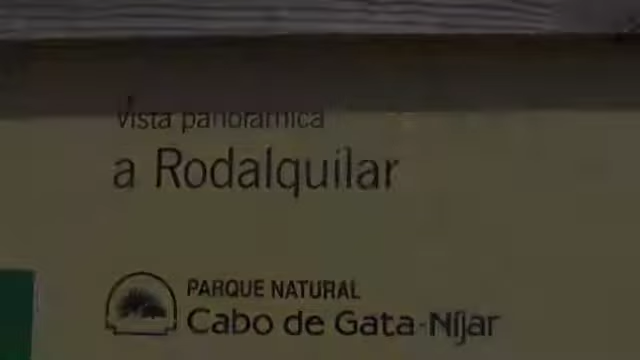 Vista panorámica
a Rodalquilar
PARQUE NATURAL
Cabo de Gata-Níjar